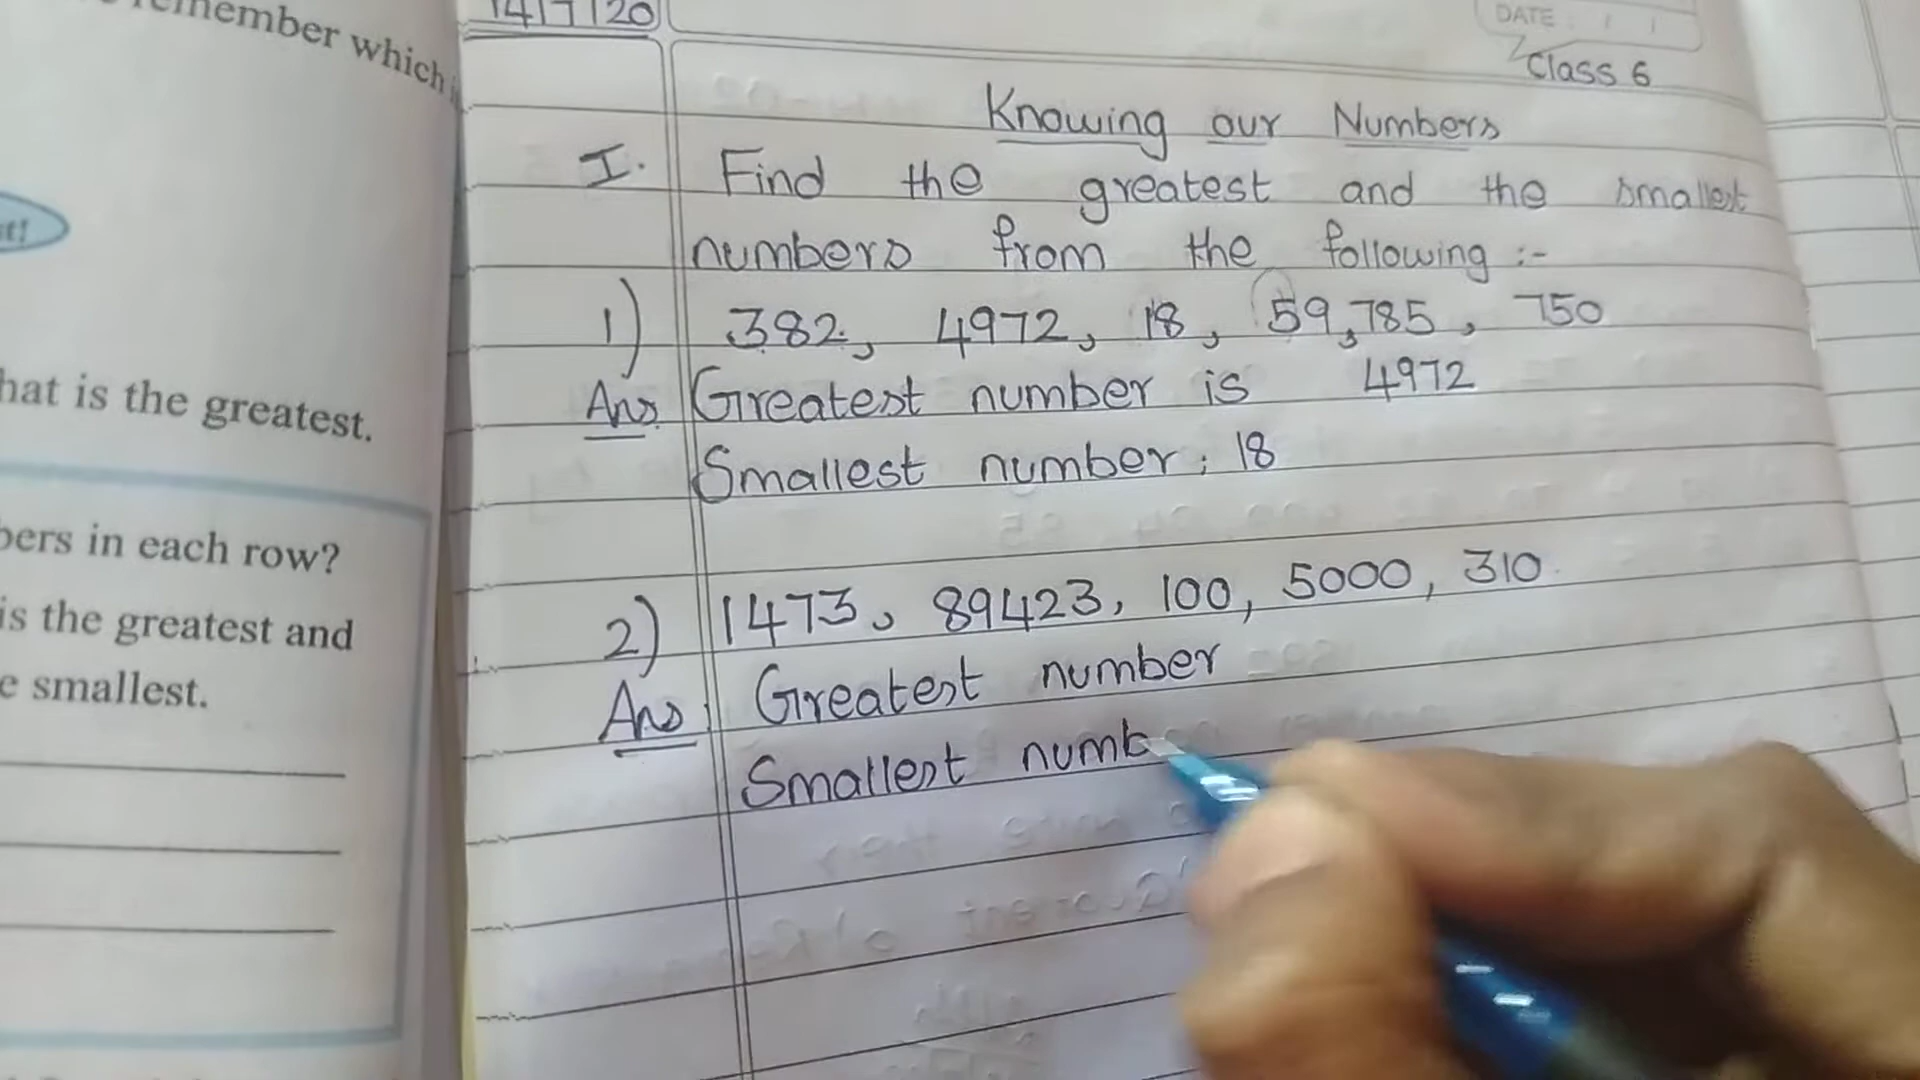 remember which
hat is the greatest.
bers in each row?
is the greatest and
e smallest.
14/7/20
DATE : / /
Class 6
Knowing our Numbers
I. Find the greatest and the smallest
numbers from the following :-
1) 382, 4972, 18, 59,785, 750
Ans. Greatest number is 4972
Smallest number : 18
2) 1473, 89423, 100, 5000, 310
Ans : Greatest number
Smallest numb